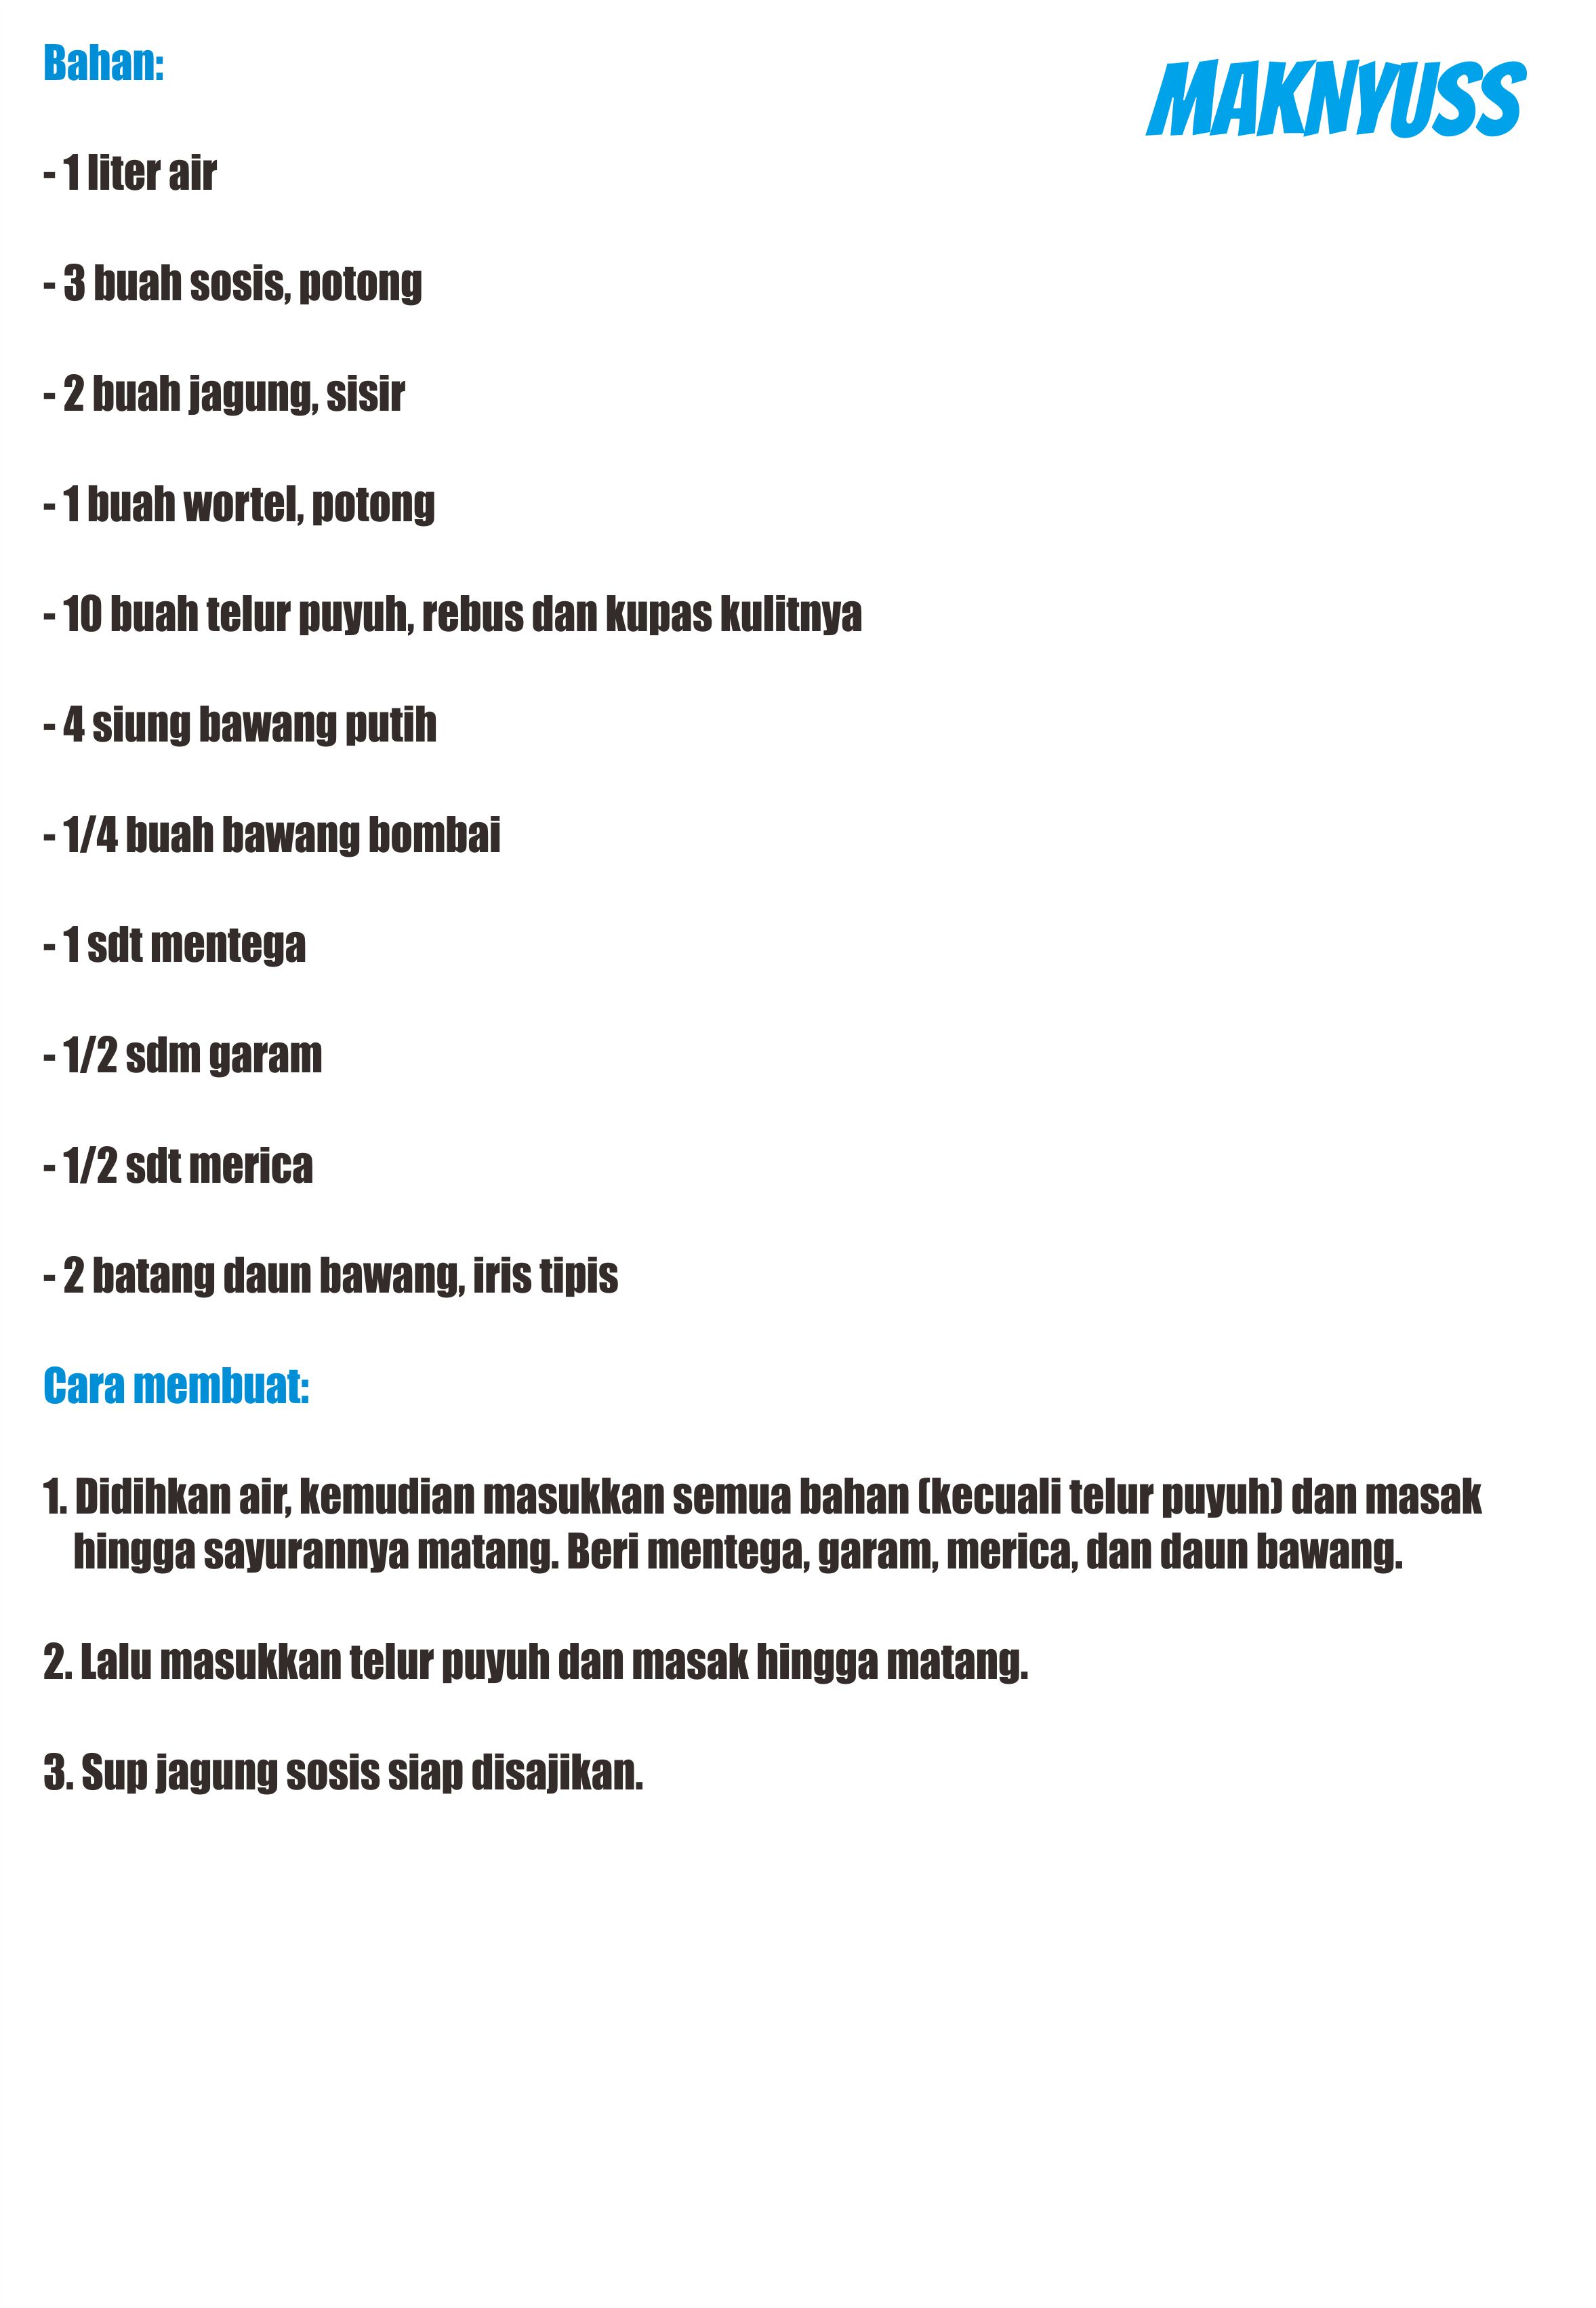 Bahan:
MAKNYUSS
- 1 liter air
- 3 buah sosis, potong
- 2 buah jagung, sisir
- 1 buah wortel, potong
- 10 buah telur puyuh, rebus dan kupas kulitnya
- 4 siung bawang putih
- 1/4 buah bawang bombai
- 1 sdt mentega
- 1/2 sdm garam
- 1/2 sdt merica
- 2 batang daun bawang, iris tipis
Cara membuat:
1. Didihkan air, kemudian masukkan semua bahan (kecuali telur puyuh) dan masak
hingga sayurannya matang. Beri mentega, garam, merica, dan daun bawang.
2. Lalu masukkan telur puyuh dan masak hingga matang.
3. Sup jagung sosis siap disajikan.